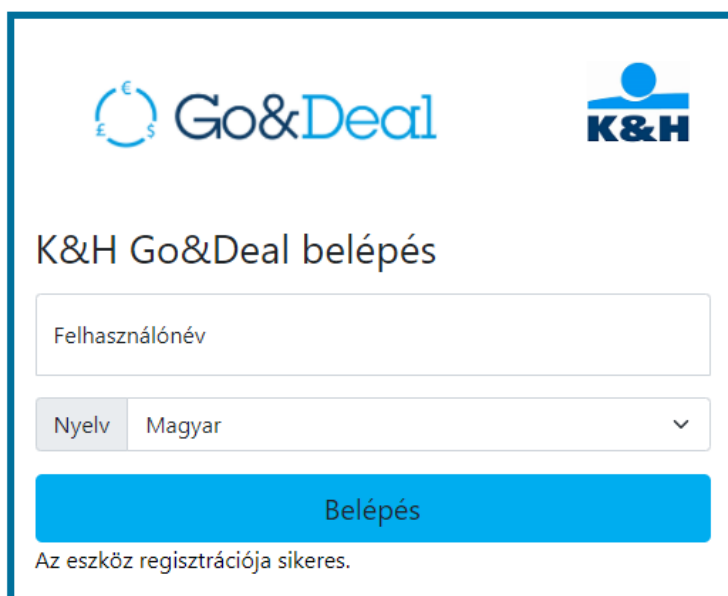 €
£ $
Go&Deal
K&H
K&H Go&Deal belépés
Felhasználónév
Nyelv Magyar
Belépés
Az eszköz regisztrációja sikeres.